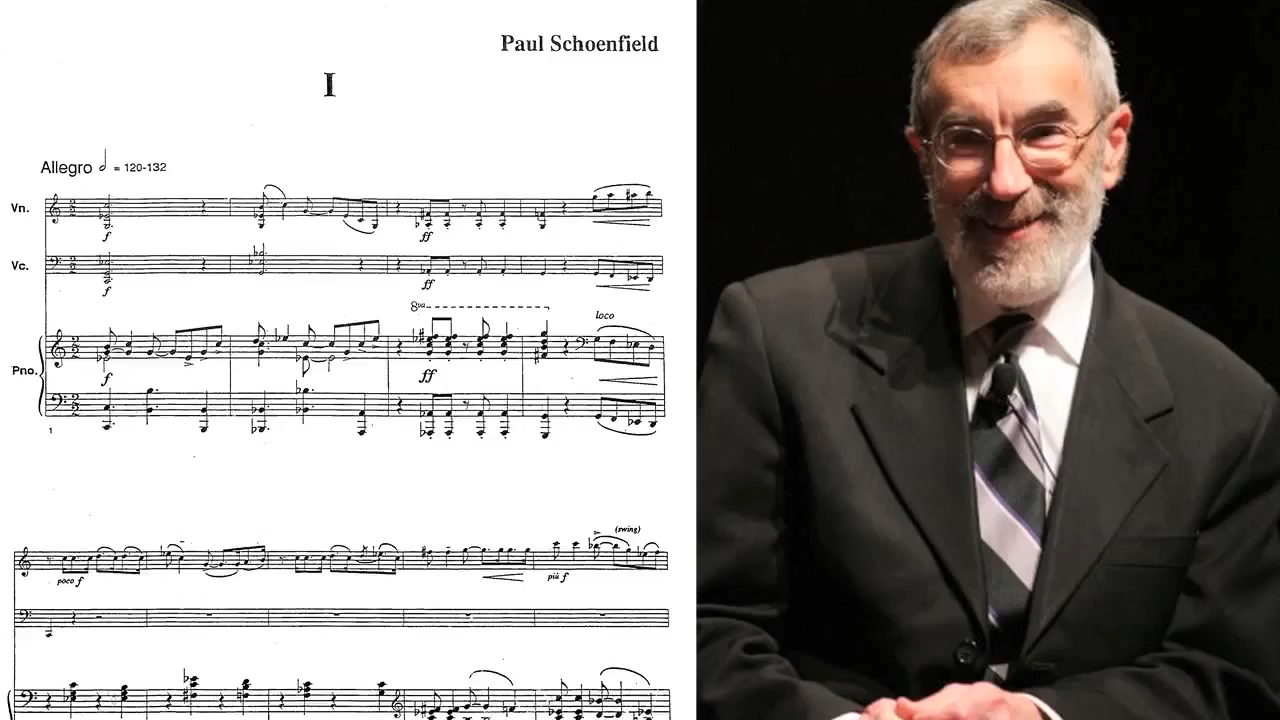 Paul Schoenfield
I
Allegro = 120-132
Vn.
f
ff
Vc.
f
ff
8va
loco
Pno.
f
ff
1
(swing)
poco f
più f